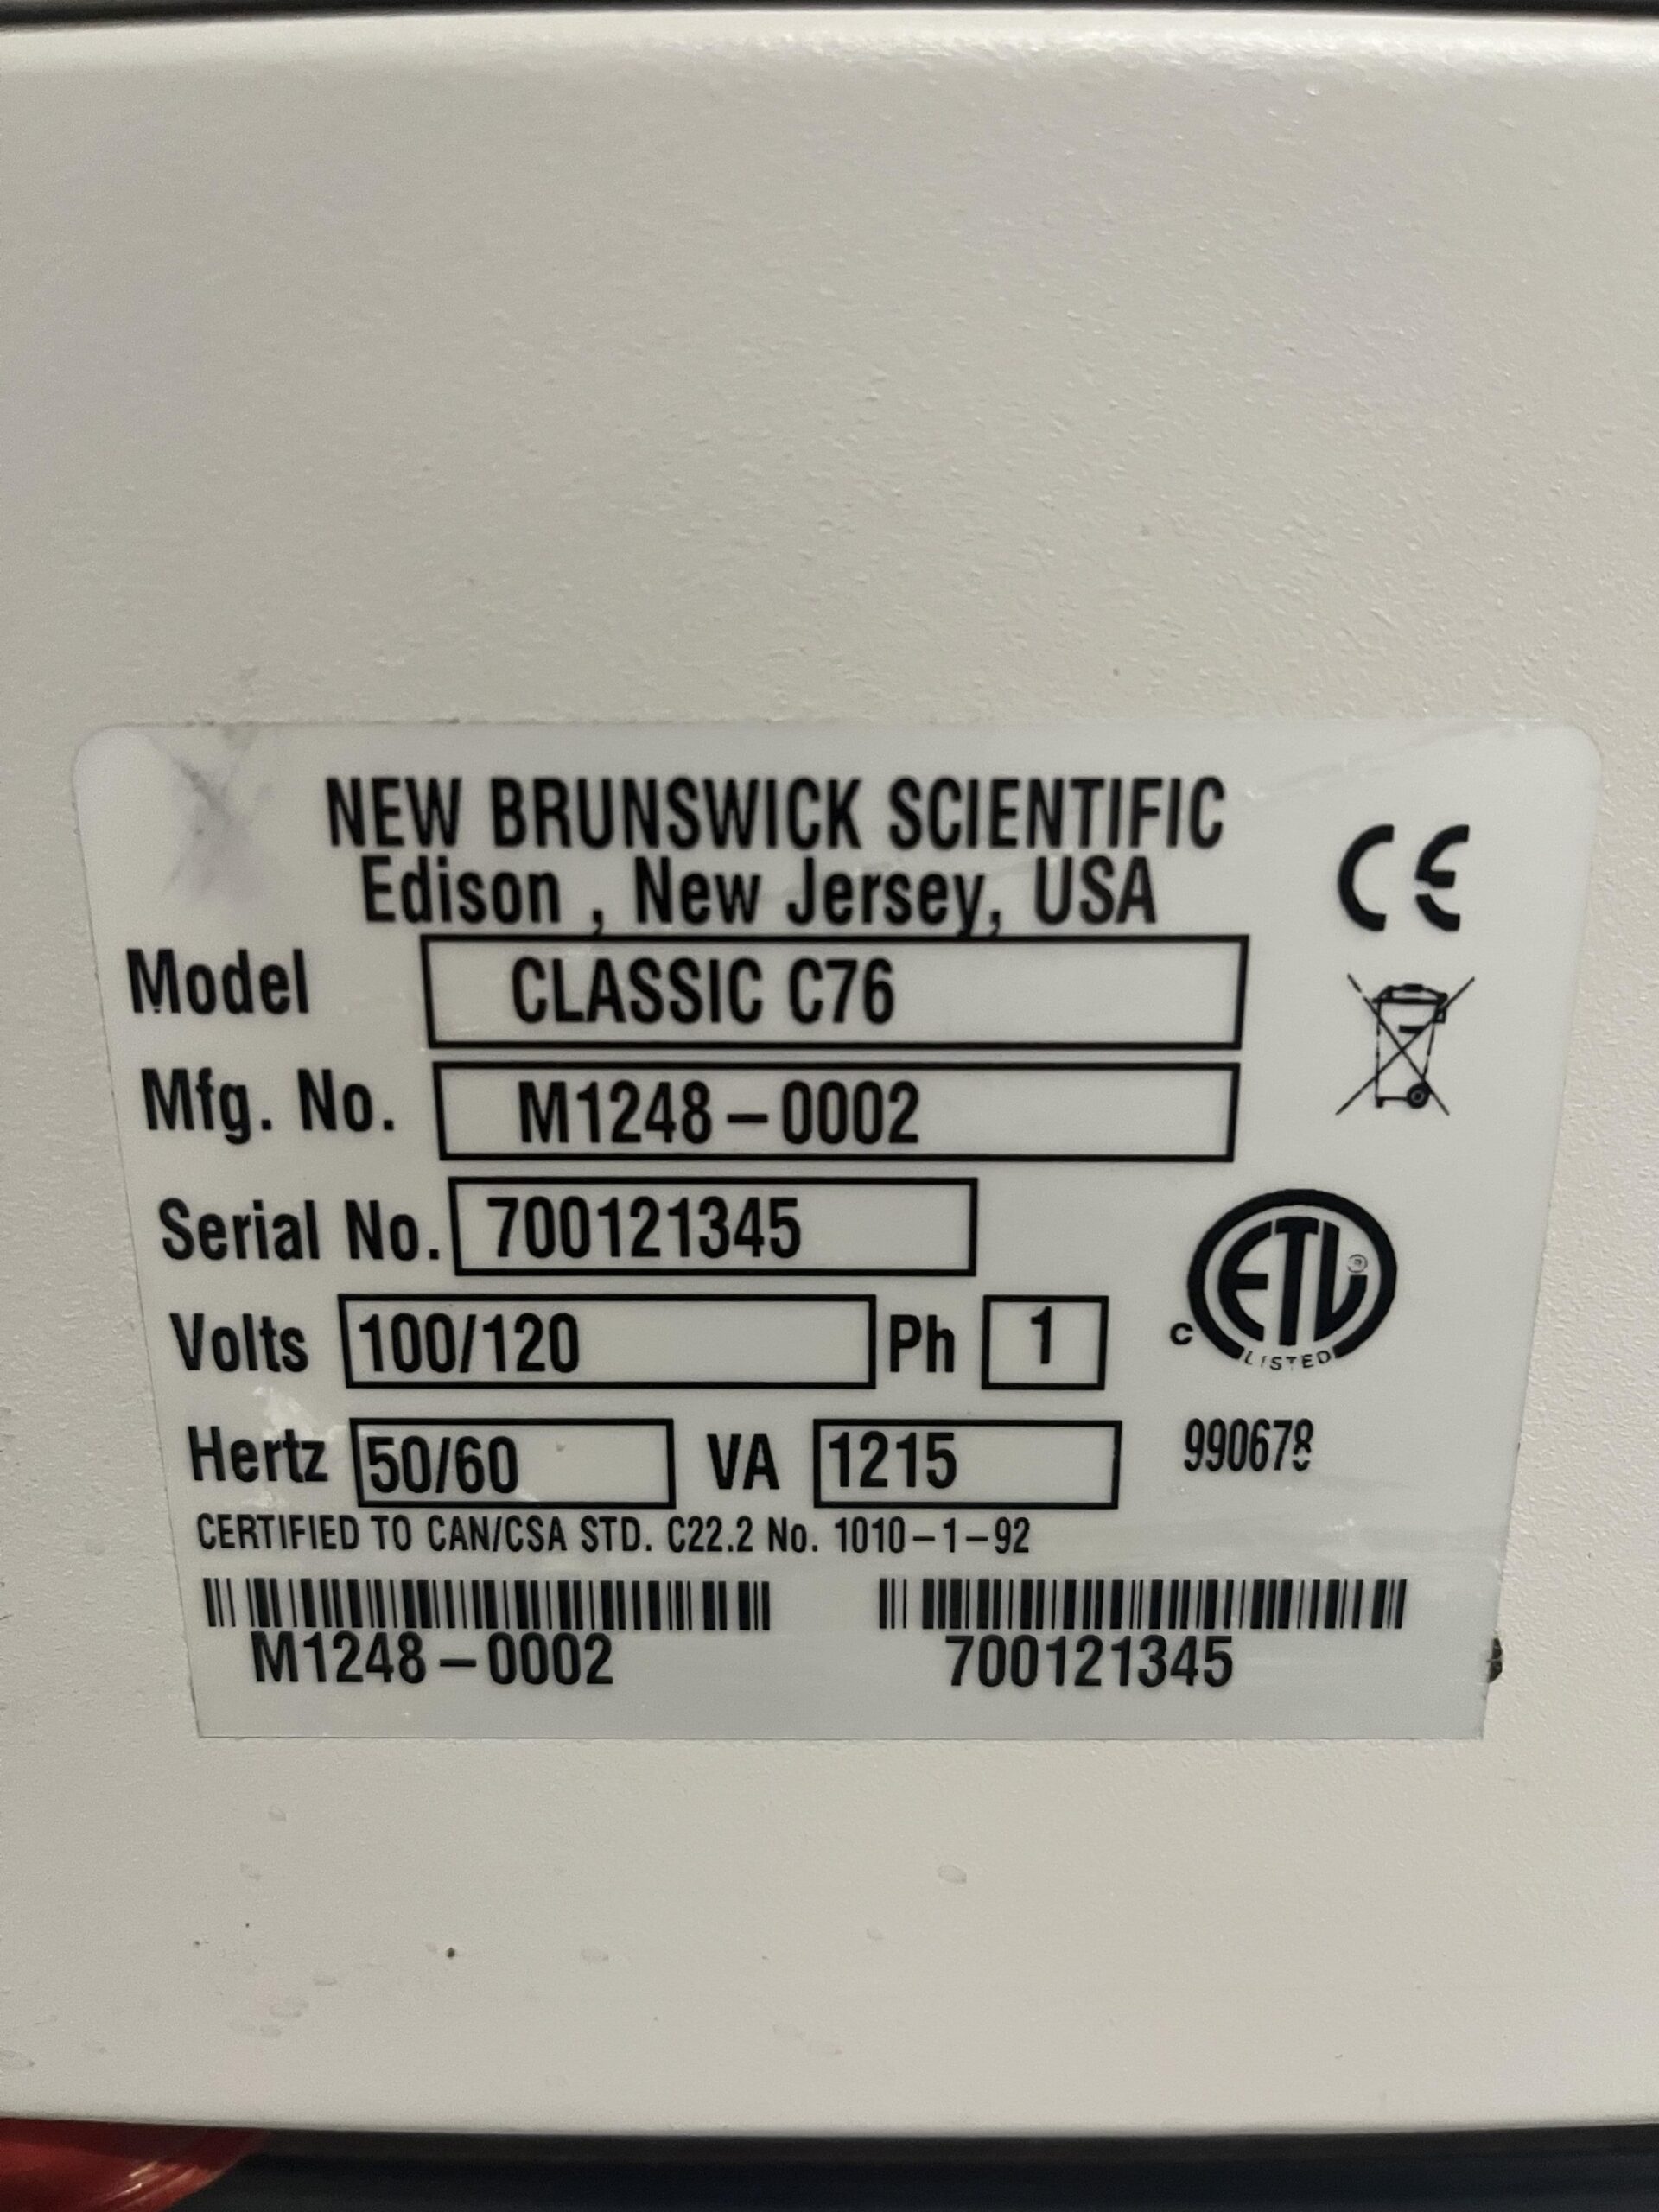 NEW BRUNSWICK SCIENTIFIC
Edison , New Jersey, USA
CE
Model CLASSIC C76
Mfg. No. M1248-0002
Serial No. 700121345
Volts 100/120 Ph 1
C ETL ® LISTED
Hertz 50/60 VA 1215 990678
CERTIFIED TO CAN/CSA STD. C22.2 No. 1010-1-92
M1248-0002 700121345